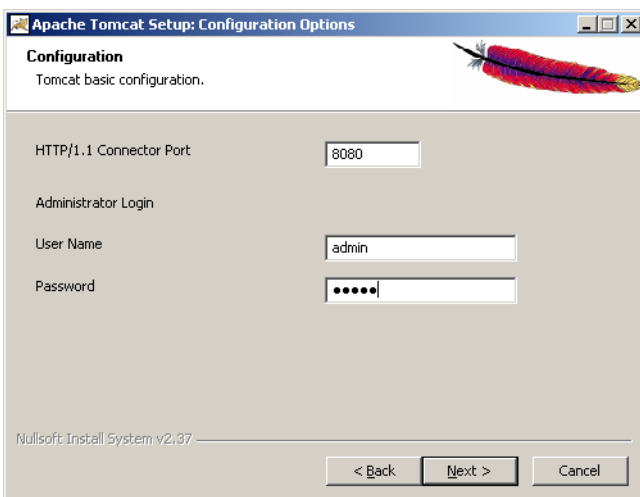 Apache Tomcat Setup: Configuration Options
Configuration
Tomcat basic configuration.
HTTP/1.1 Connector Port 8080
Administrator Login
User Name admin
Password •••••
Nullsoft Install System v2.37
< Back Next > Cancel